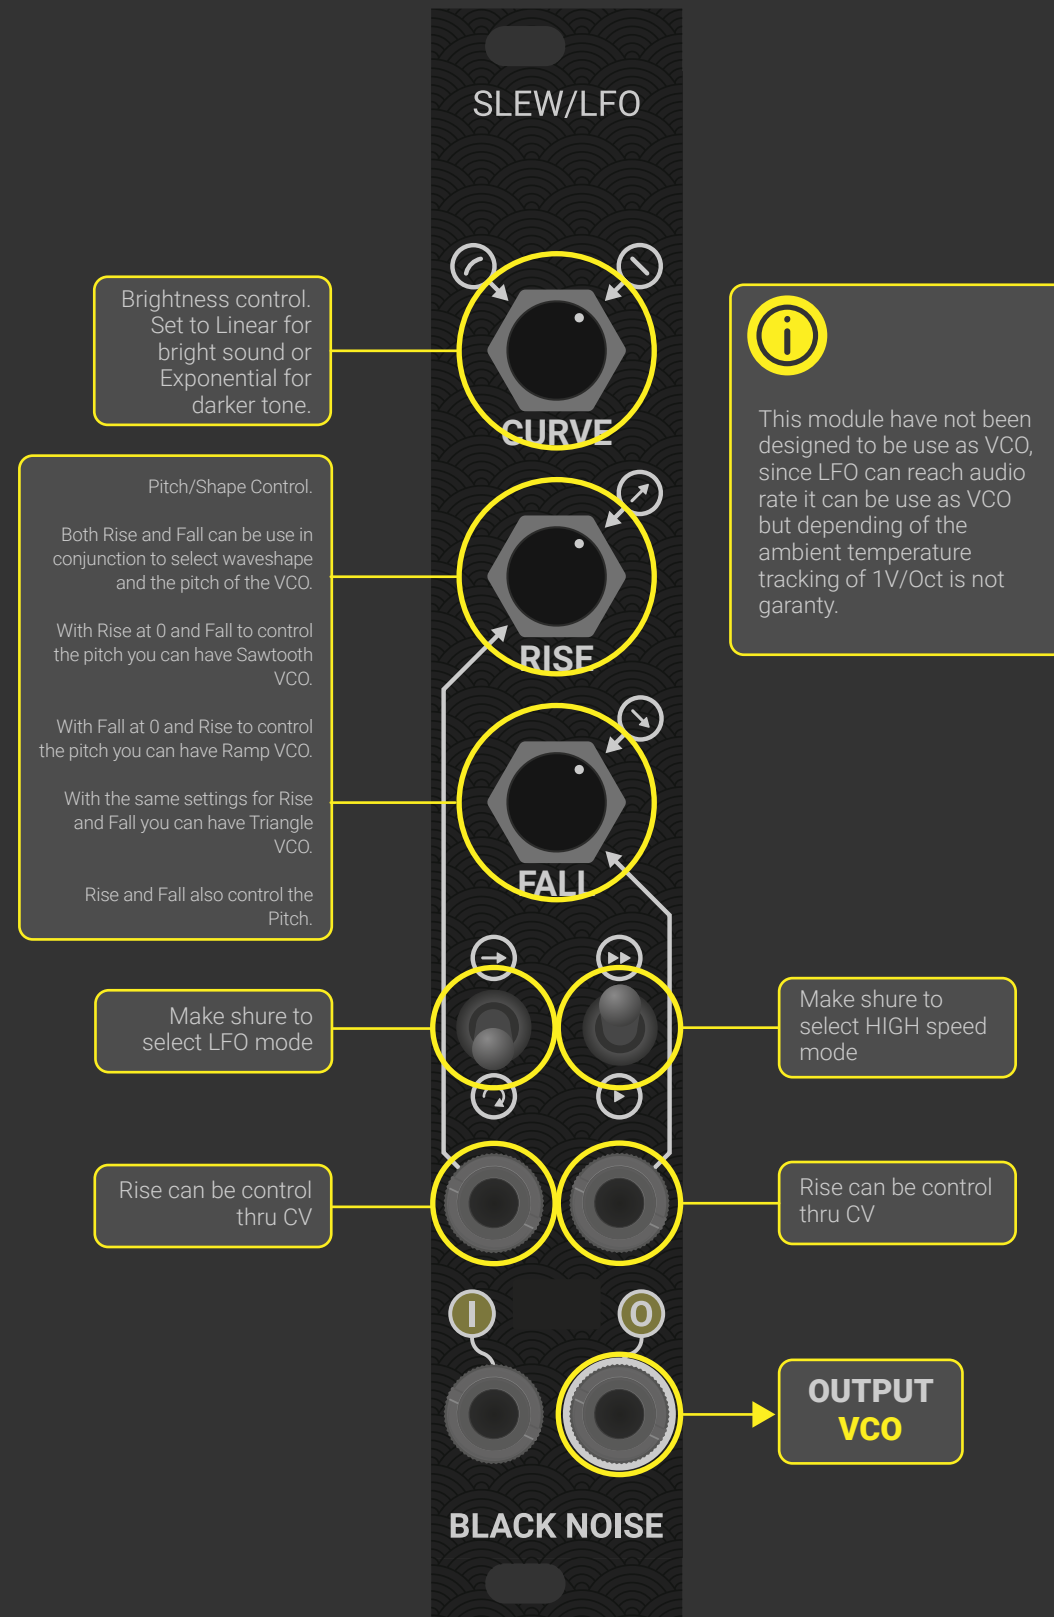 SLEW/LFO
Brightness control.
Set to Linear for
bright sound or
Exponential for
darker tone.
CURVE
This module have not been
designed to be use as VCO,
since LFO can reach audio
rate it can be use as VCO
but depending of the
ambient temperature
tracking of 1V/Oct is not
garanty.
Pitch/Shape Control.
Both Rise and Fall can be use in
conjunction to select waveshape
and the pitch of the VCO.
With Rise at 0 and Fall to control
the pitch you can have Sawtooth
VCO.
With Fall at 0 and Rise to control
the pitch you can have Ramp VCO.
With the same settings for Rise
and Fall you can have Triangle
VCO.
Rise and Fall also control the
Pitch.
RISE
FALL
Make shure to
select LFO mode
Make shure to
select HIGH speed
mode
Rise can be control
thru CV
Rise can be control
thru CV
I
O
OUTPUT
VCO
BLACK NOISE